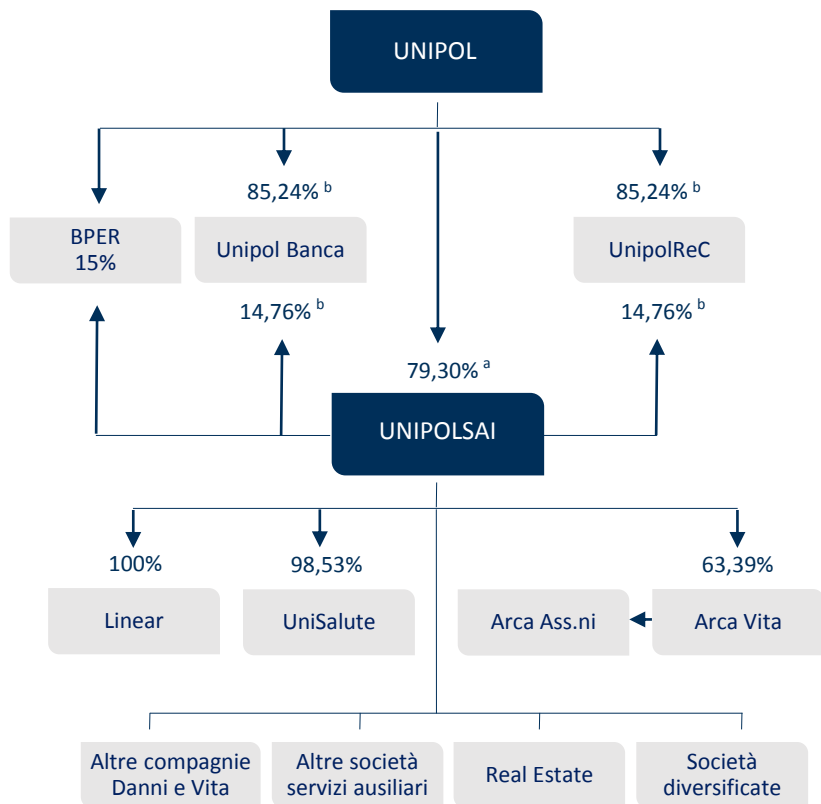 UNIPOL
85,24% b
85,24% b
BPER
15%
Unipol Banca
UnipolReC
14,76% b
14,76% b
79,30% a
UNIPOLSAI
100%
98,53%
63,39%
Linear
UniSalute
Arca Ass.ni
Arca Vita
Altre compagnie
Danni e Vita
Altre società
servizi ausiliari
Real Estate
Società
diversificate